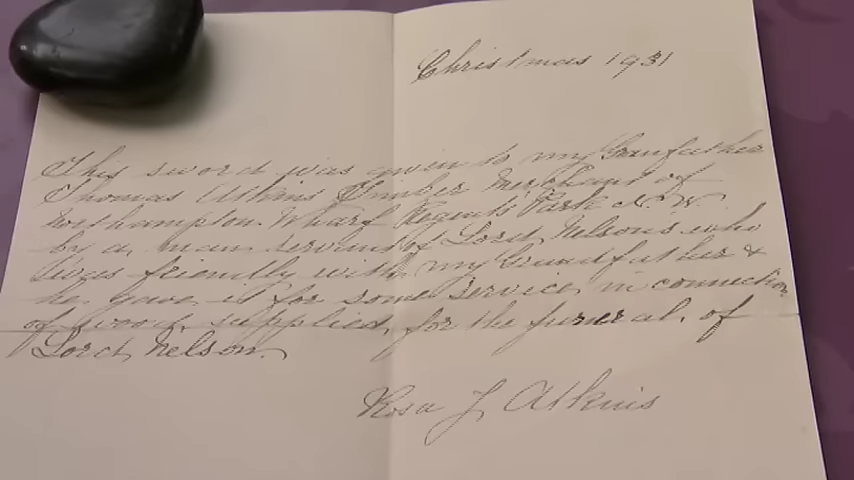 Christmas 1931
This sword was given to my Granfather
Thomas Atkins Timber Merchant of
Northampton Wharf Regents Park N.W.
by a man servant of Lord Nelson's who
was friendly with my Grandfather &
he gave it for some service in connection
of wood supplied, for the funeral, of
Lord Nelson.
Rosa J Atkins